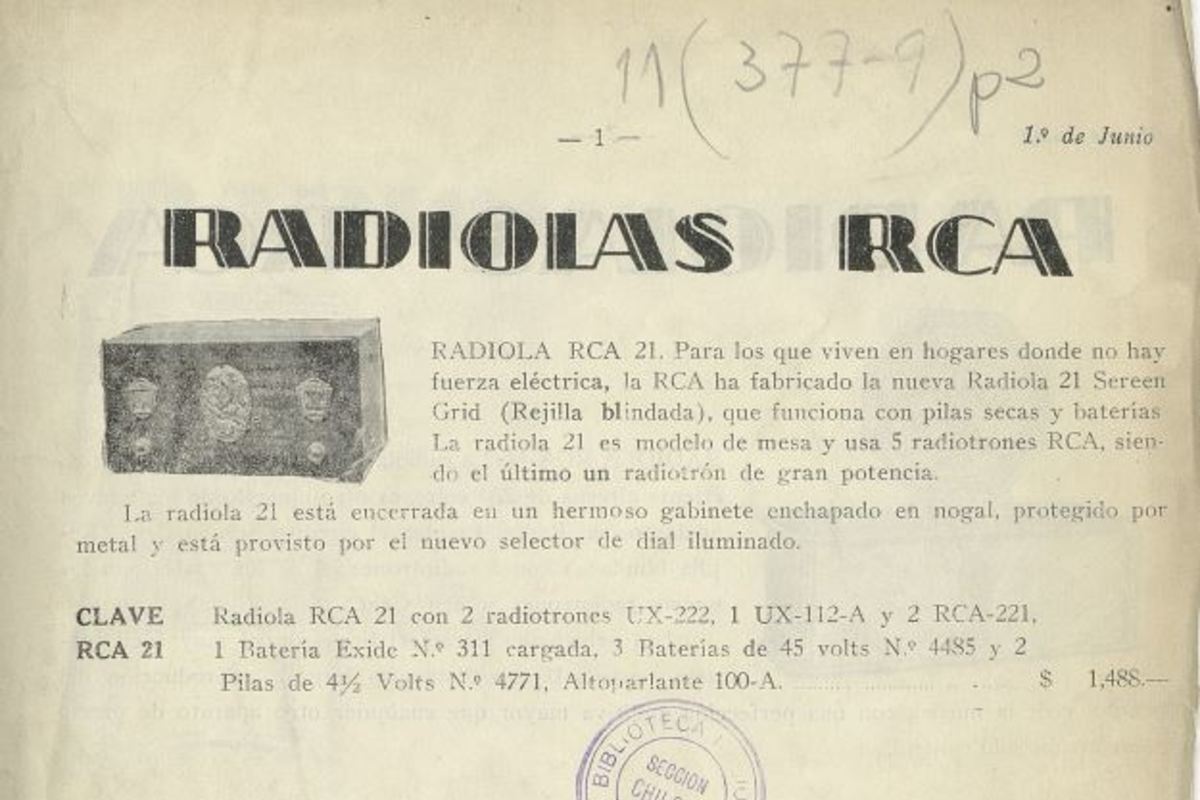 11 (377-9) p2
— 1 —
1.º de Junio
RADIOLAS RCA
RADIOLA RCA 21. Para los que viven en hogares donde no hay
fuerza eléctrica, la RCA ha fabricado la nueva Radiola 21 Sereen
Grid (Rejilla blindada), que funciona con pilas secas y baterías
La radiola 21 es modelo de mesa y usa 5 radiotrones RCA, sien-
do el último un radiotrón de gran potencia.
La radiola 21 está encerrada en un hermoso gabinete enchapado en nogal, protegido por
metal y está provisto por el nuevo selector de dial iluminado.
CLAVE Radiola RCA 21 con 2 radiotrones UX-222, 1 UX-112-A y 2 RCA-221,
RCA 21 1 Batería Exide N.º 311 cargada, 3 Baterías de 45 volts N.º 4485 y 2
Pilas de 4½ Volts N.º 4771, Altoparlante 100-A. $ 1,488.—
BIBLIOTECA
SECCION